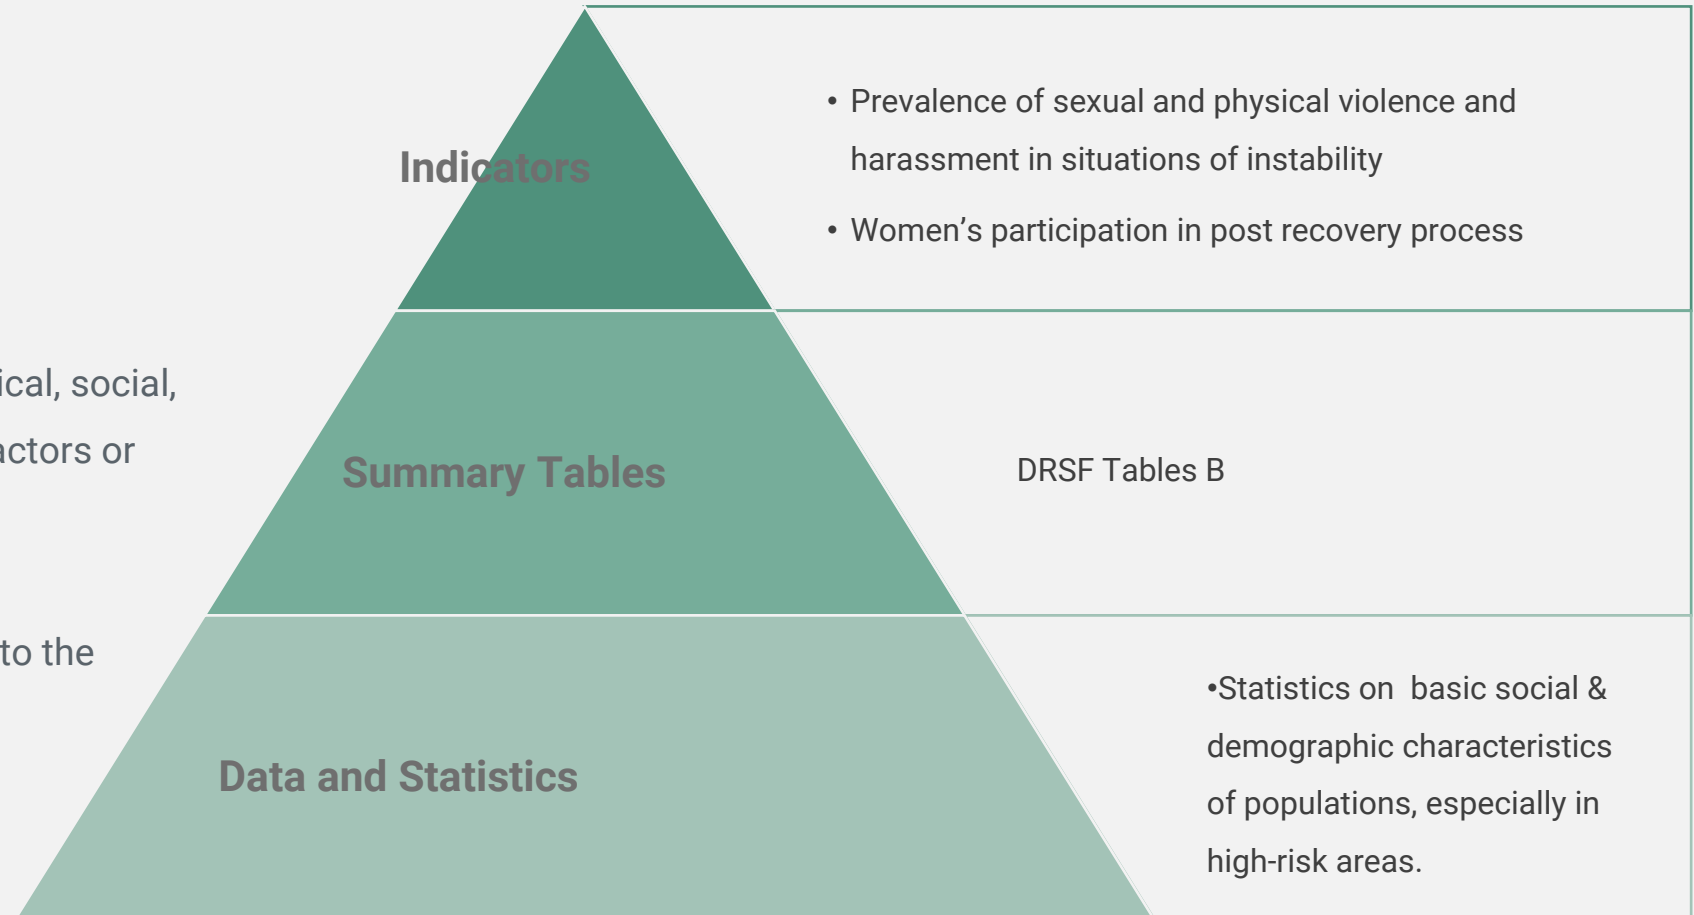 Indicators
• Prevalence of sexual and physical violence and
harassment in situations of instability
• Women’s participation in post recovery process
ical, social,
actors or
to the
Summary Tables
DRSF Tables B
Data and Statistics
•Statistics on  basic social &
demographic characteristics
of populations, especially in
high-risk areas.